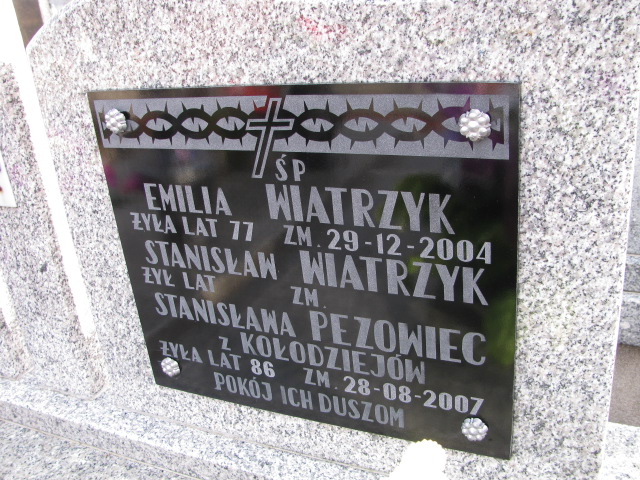 ŚP
EMILIA WIATRZYK
ŻYŁA LAT 77 ZM. 29-12-2004
STANISŁAW WIATRZYK
ŻYŁ LAT ZM.
STANISŁAWA PEZOWIEC
Z KOŁODZIEJÓW
ŻYŁA LAT 86 ZM. 28-08-2007
POKÓJ ICH DUSZOM